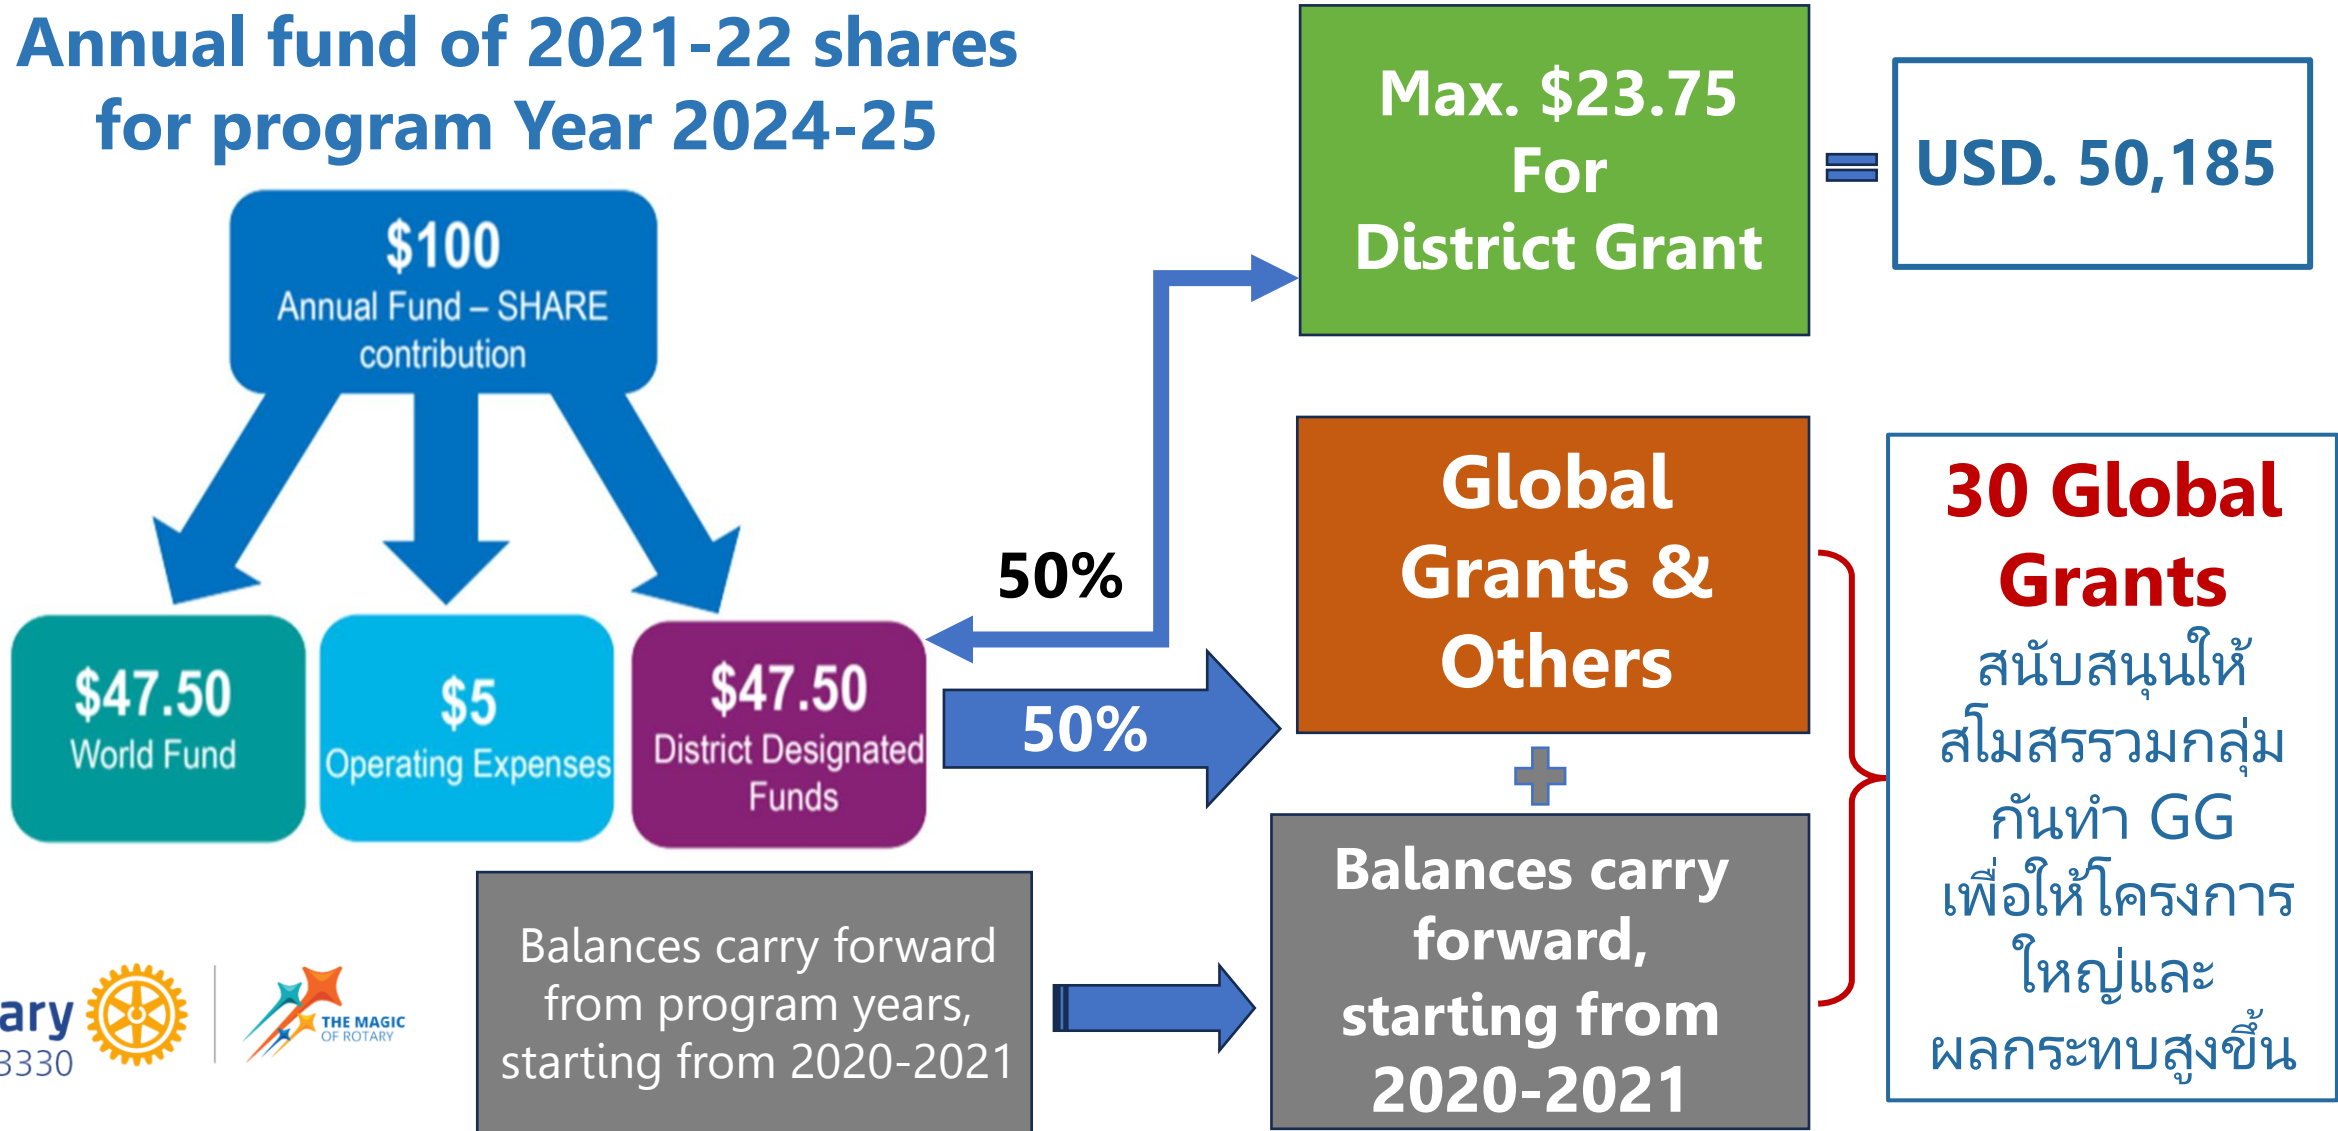 Annual fund of 2021-22 shares
for program Year 2024-25
$100
Annual Fund – SHARE
contribution
$47.50
World Fund
$5
Operating Expenses
$47.50
District Designated
Funds
50%
50%
Max. $23.75
For
District Grant
USD. 50,185
Global
Grants &
Others
Balances carry forward
from program years,
starting from 2020-2021
Balances carry
forward,
starting from
2020-2021
30 Global
Grants
สนับสนุนให้
สโมสรรวมกลุ่ม
กันทำ GG
เพื่อให้โครงการ
ใหญ่และ
ผลกระทบสูงขึ้น
ary
3330
THE MAGIC
OF ROTARY